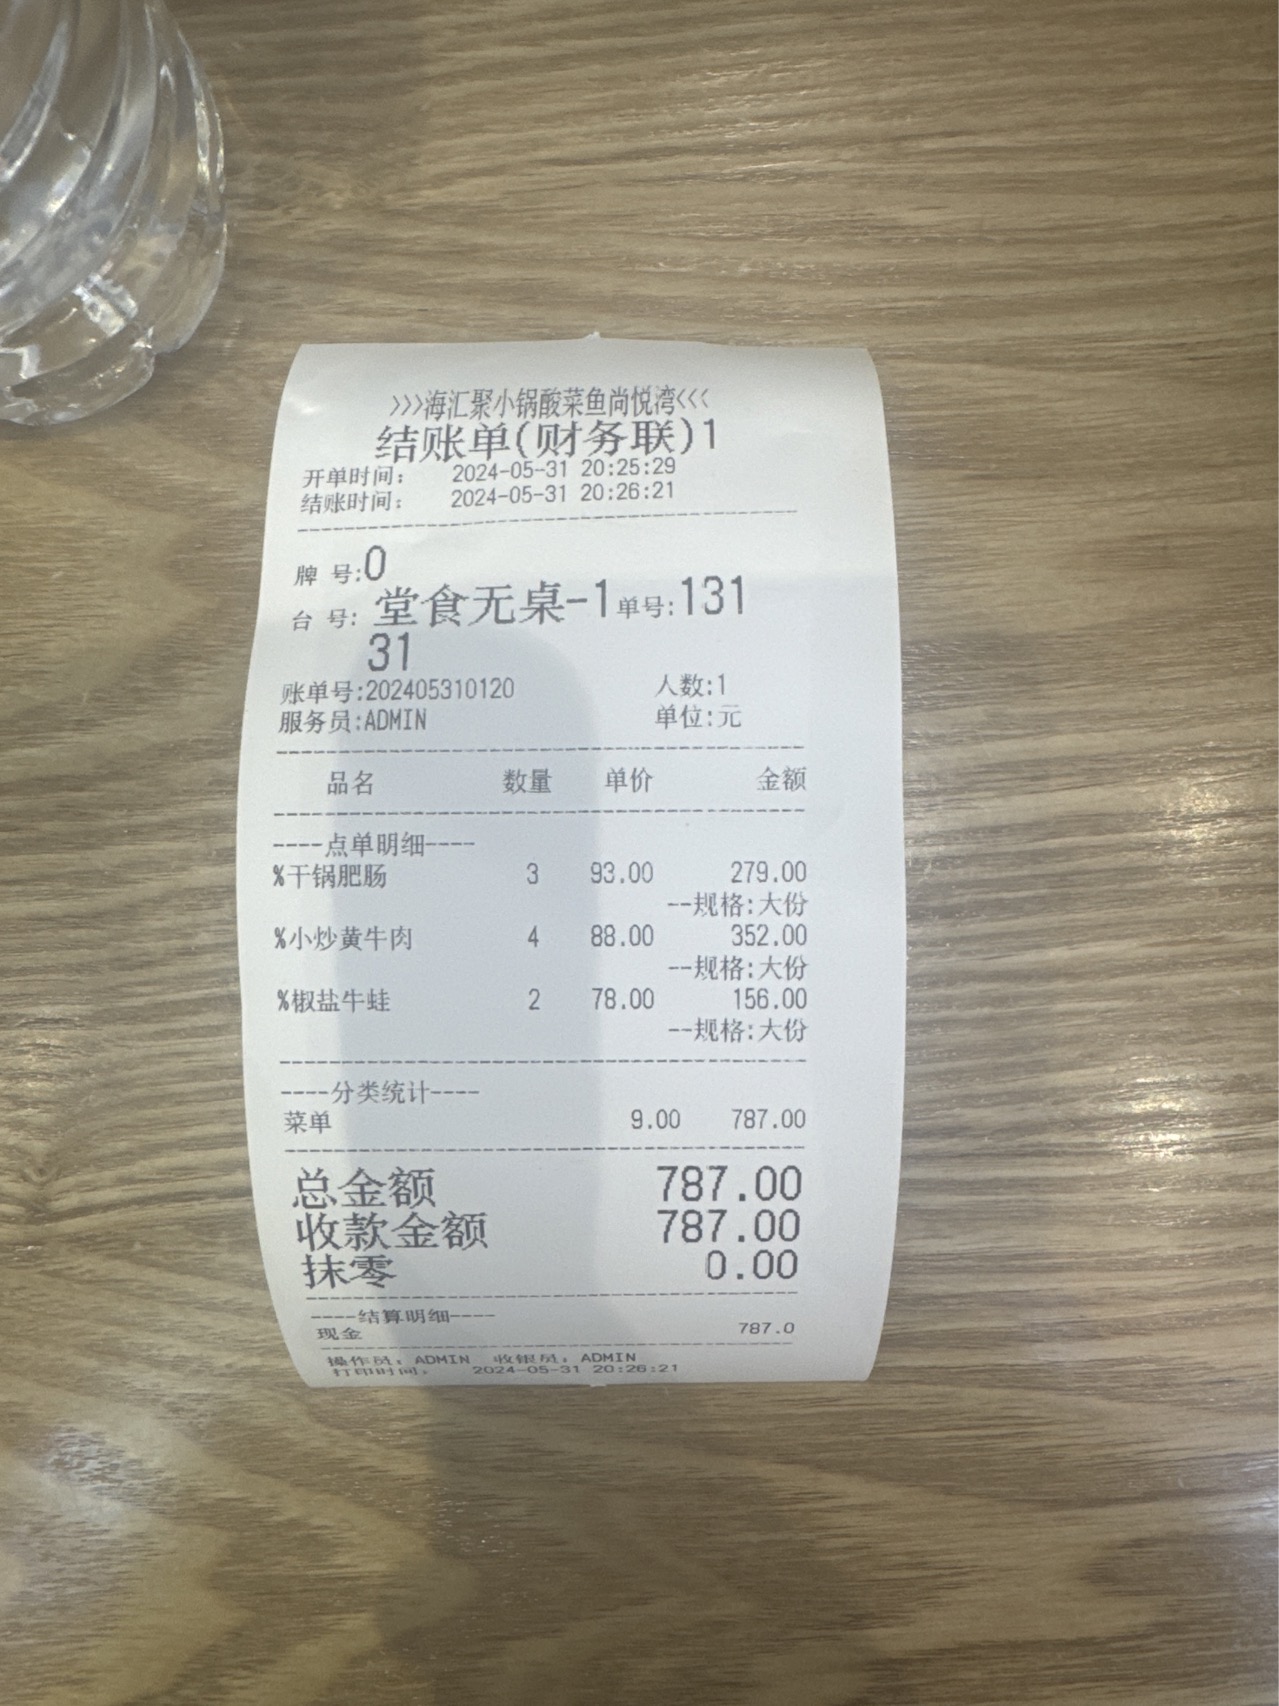 >>>海汇聚小锅酸菜鱼尚悦湾<<<
结账单(财务联)1
开单时间: 2024-05-31 20:25:29
结账时间: 2024-05-31 20:26:21
牌 号:0
台 号: 堂食无桌-1 单号:131
31
账单号:202405310120 人数:1
服务员:ADMIN 单位:元
品名 数量 单价 金额
----点单明细----
%干锅肥肠 3 93.00 279.00
--规格:大份
%小炒黄牛肉 4 88.00 352.00
--规格:大份
%椒盐牛蛙 2 78.00 156.00
--规格:大份
----分类统计----
菜单 9.00 787.00
总金额 787.00
收款金额 787.00
抹零 0.00
----结算明细----
现金 787.0
操作员: ADMIN 收银员: ADMIN
打印时间: 2024-05-31 20:26:21